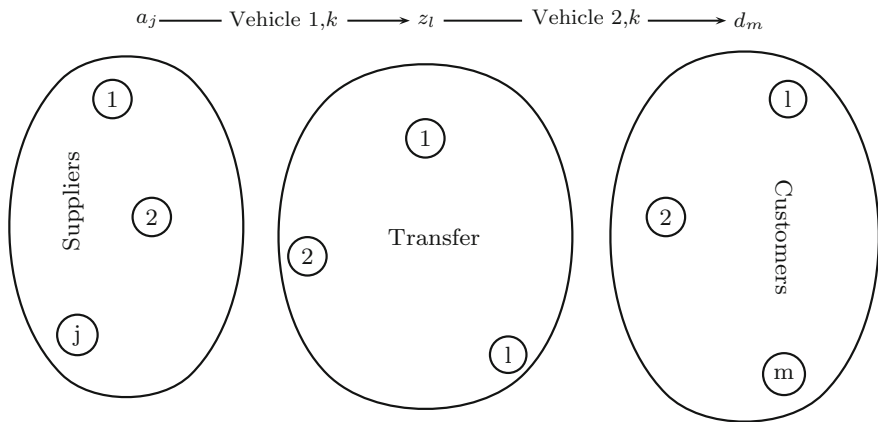 a_j Vehicle 1,k z_l Vehicle 2,k d_m
1
2
j
Suppliers
1
2
l
Transfer
l
2
m
Customers